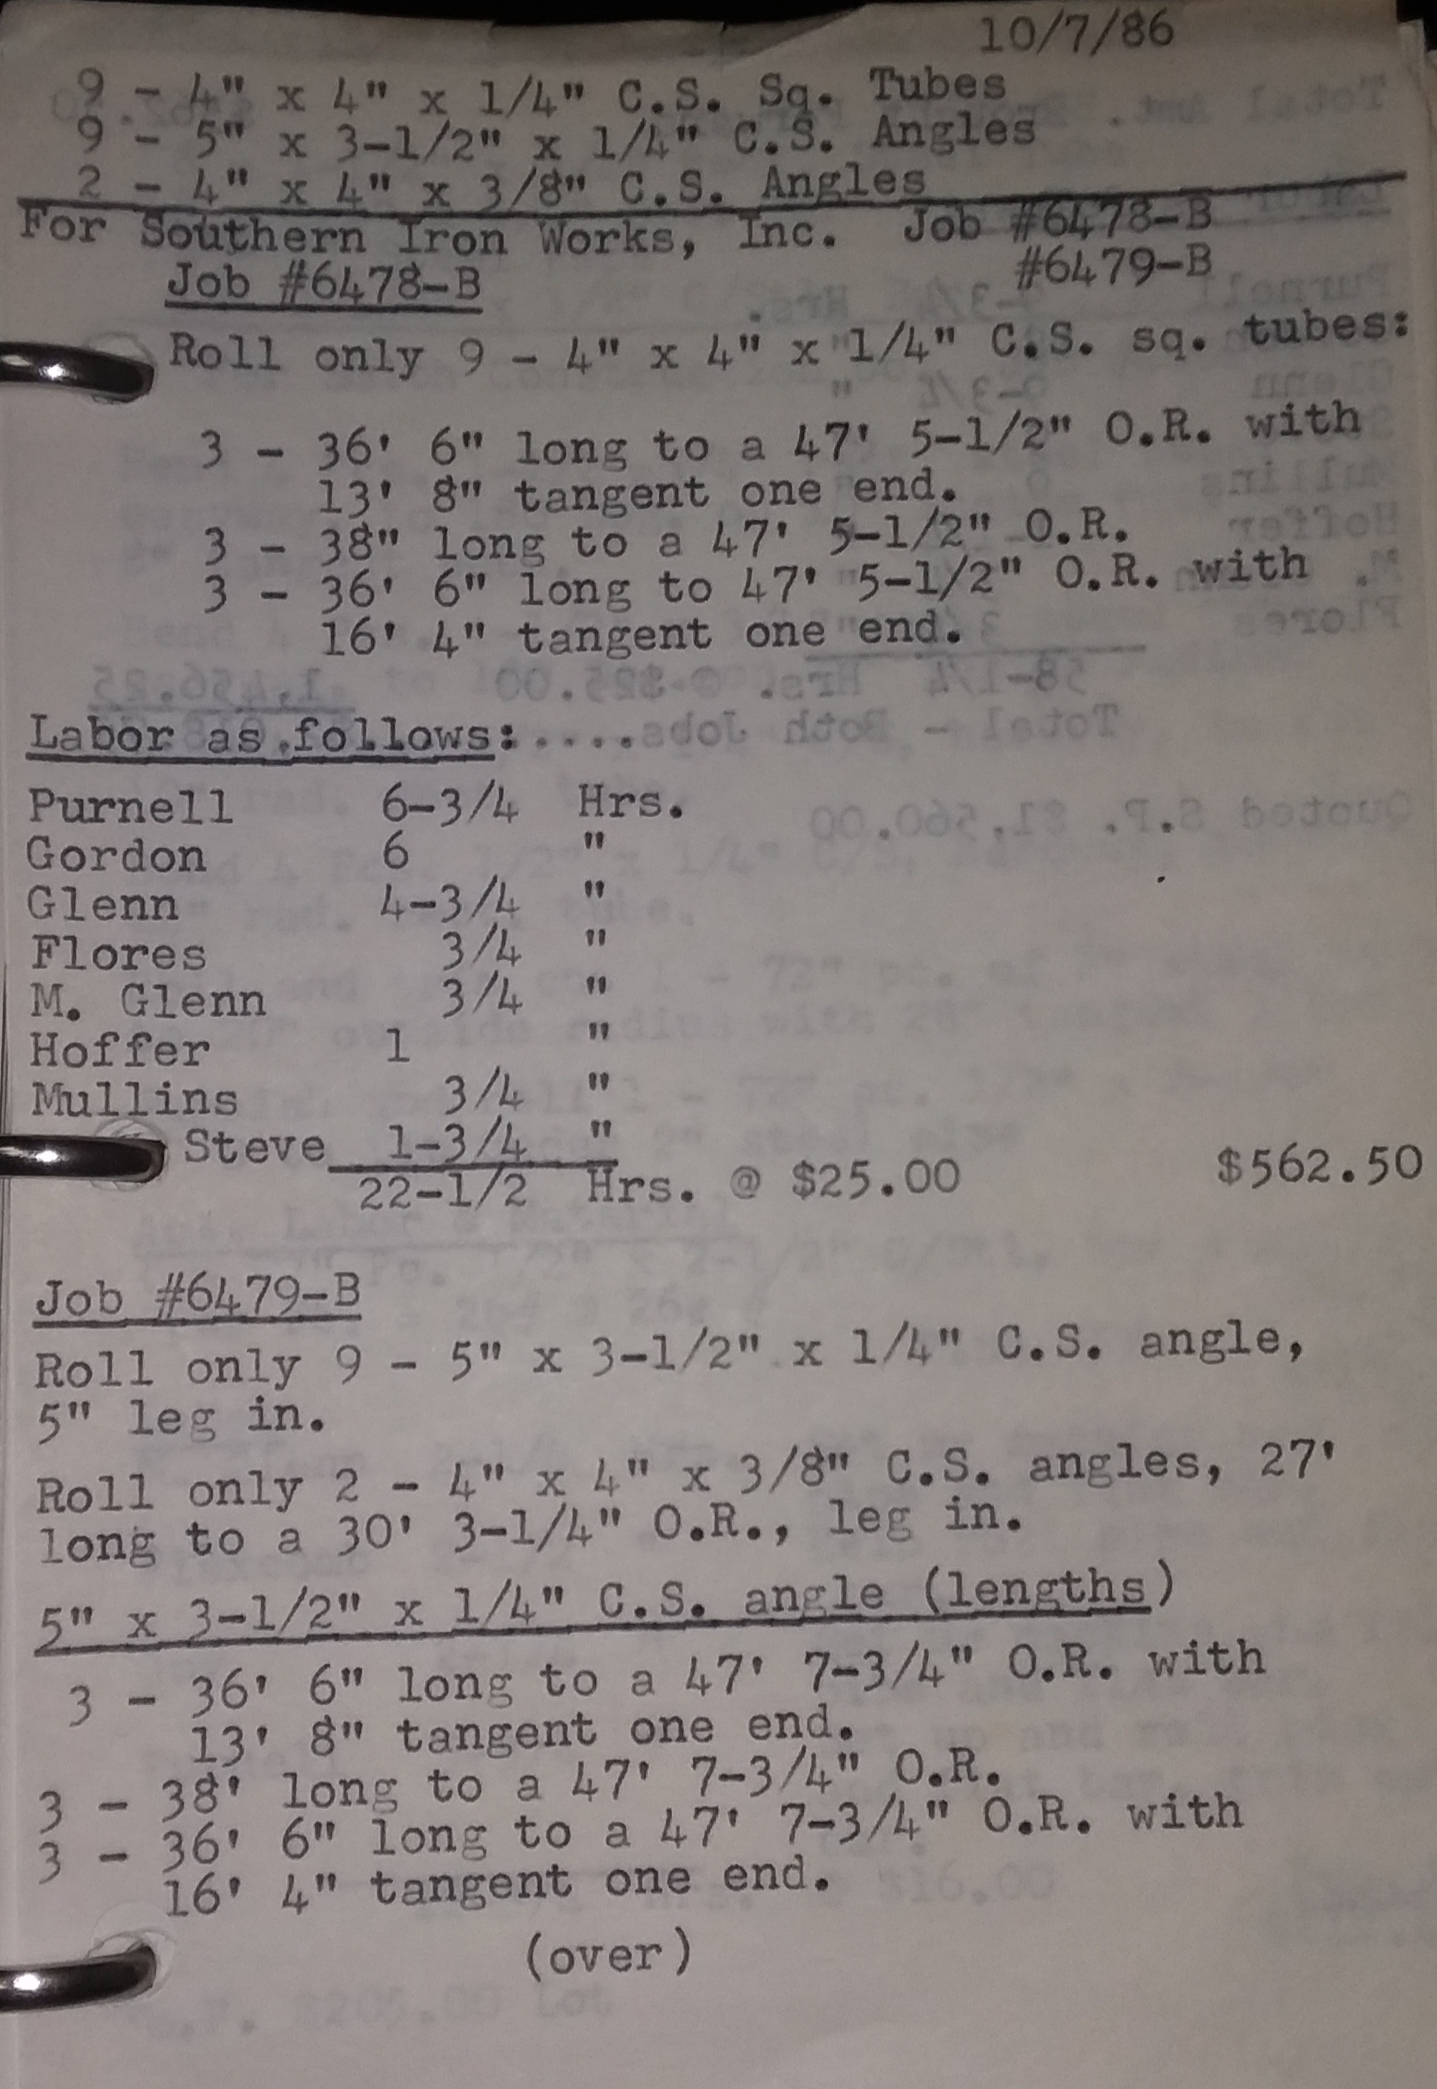 10/7/86
9 - 4" x 4" x 1/4" C.S. Sq. Tubes
9 - 5" x 3-1/2" x 1/4" C.S. Angles
2 - 4" x 4" x 3/8" C.S. Angles
For Southern Iron Works, Inc. Job #6478-B
#6479-B
Job #6478-B
Roll only 9 - 4" x 4" x 1/4" C.S. sq. tubes:
3 - 36' 6" long to a 47' 5-1/2" O.R. with
13' 8" tangent one end.
3 - 38" long to a 47' 5-1/2" O.R.
3 - 36' 6" long to 47' 5-1/2" O.R. with
16' 4" tangent one end.
Labor as follows:
Purnell 6-3/4 Hrs.
Gordon 6 "
Glenn 4-3/4 "
Flores 3/4 "
M. Glenn 3/4 "
Hoffer 1 "
Mullins 3/4 "
Steve 1-3/4 "
22-1/2 Hrs. @ $25.00 $562.50
Job #6479-B
Roll only 9 - 5" x 3-1/2" x 1/4" C.S. angle,
5" leg in.
Roll only 2 - 4" x 4" x 3/8" C.S. angles, 27'
long to a 30' 3-1/4" O.R., leg in.
5" x 3-1/2" x 1/4" C.S. angle (lengths)
3 - 36' 6" long to a 47' 7-3/4" O.R. with
13' 8" tangent one end.
3 - 38' long to a 47' 7-3/4" O.R.
3 - 36' 6" long to a 47' 7-3/4" O.R. with
16' 4" tangent one end.
(over)